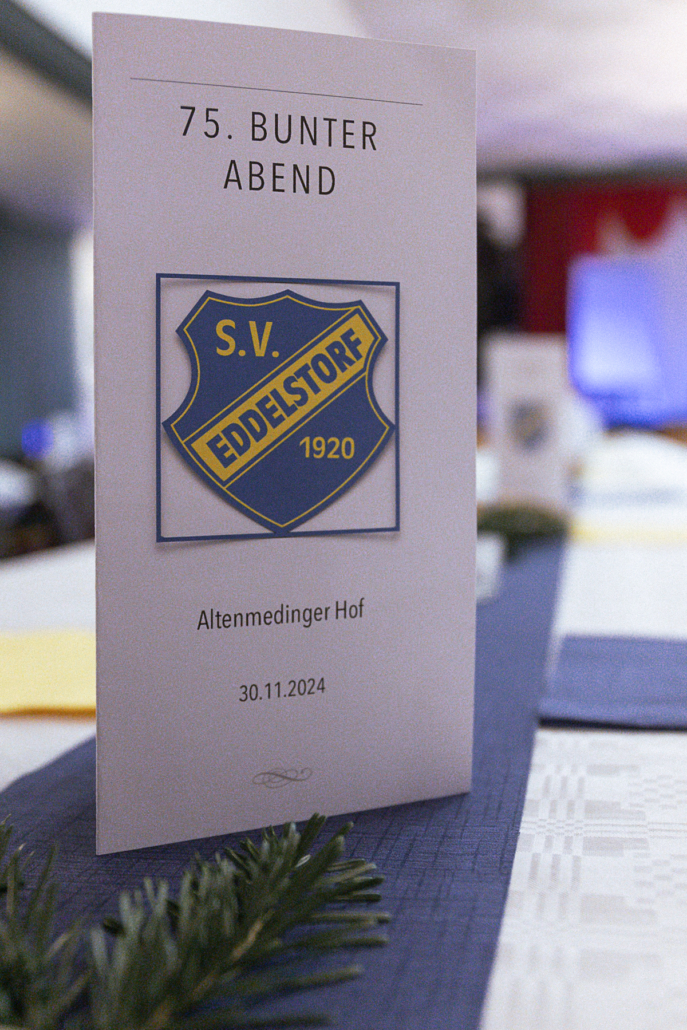 75. BUNTER
ABEND
S.V.
EDDELSTORF
1920
Altenmedinger Hof
30.11.2024